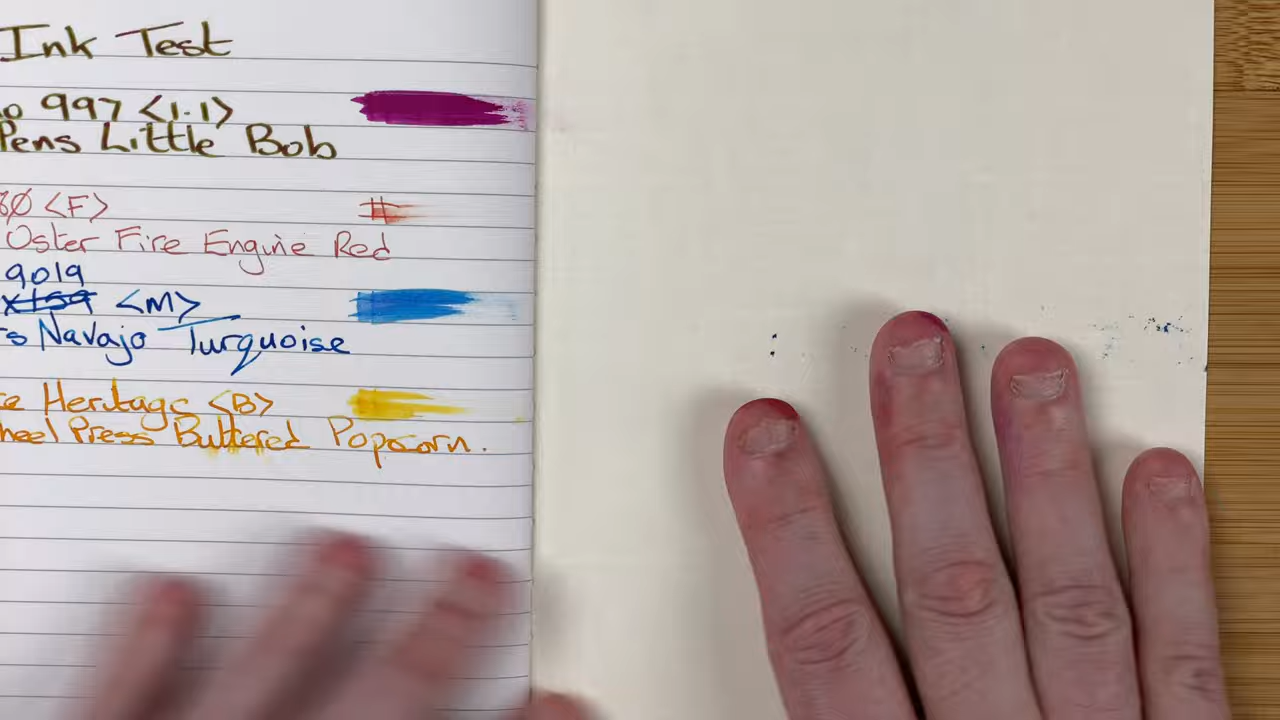 Ink Test
997 <1.1>
Pens Little Bob
<F>
Oster Fire Engine Red
9019
<M>
Navajo Turquoise
Heritage <B>
Press Buttered Popcorn.